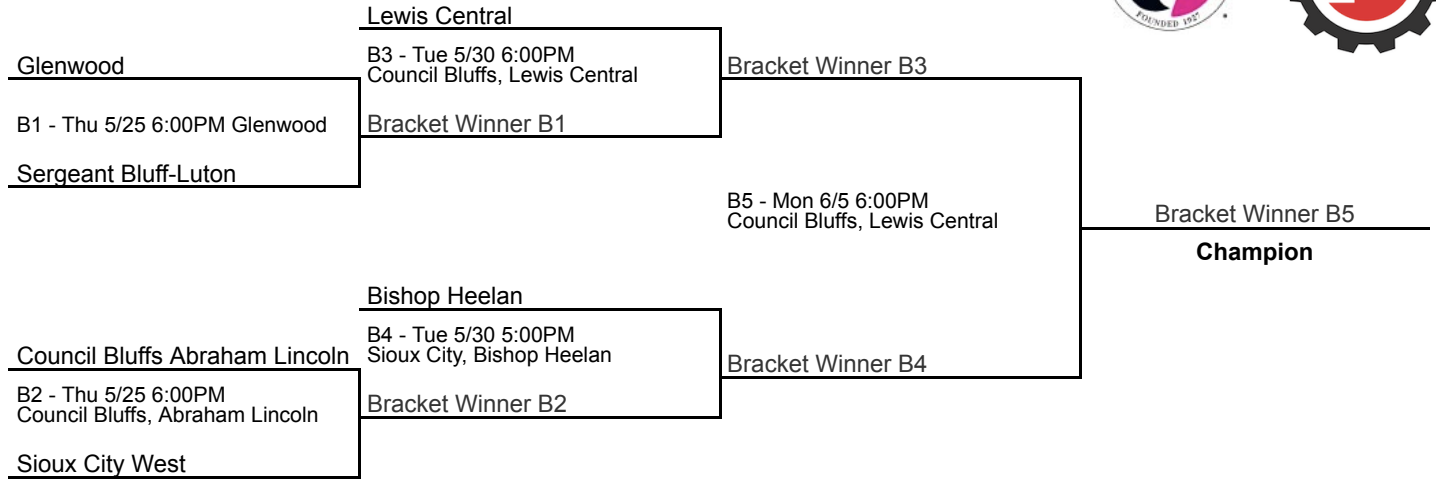 Lewis Central
FOUNDED 1927
Glenwood
B3 - Tue 5/30 6:00PM
Council Bluffs, Lewis Central
Bracket Winner B3
B1 - Thu 5/25 6:00PM Glenwood
Bracket Winner B1
Sergeant Bluff-Luton
B5 - Mon 6/5 6:00PM
Council Bluffs, Lewis Central
Bracket Winner B5
Champion
Bishop Heelan
B4 - Tue 5/30 5:00PM
Sioux City, Bishop Heelan
Council Bluffs Abraham Lincoln
Bracket Winner B4
B2 - Thu 5/25 6:00PM
Council Bluffs, Abraham Lincoln
Bracket Winner B2
Sioux City West